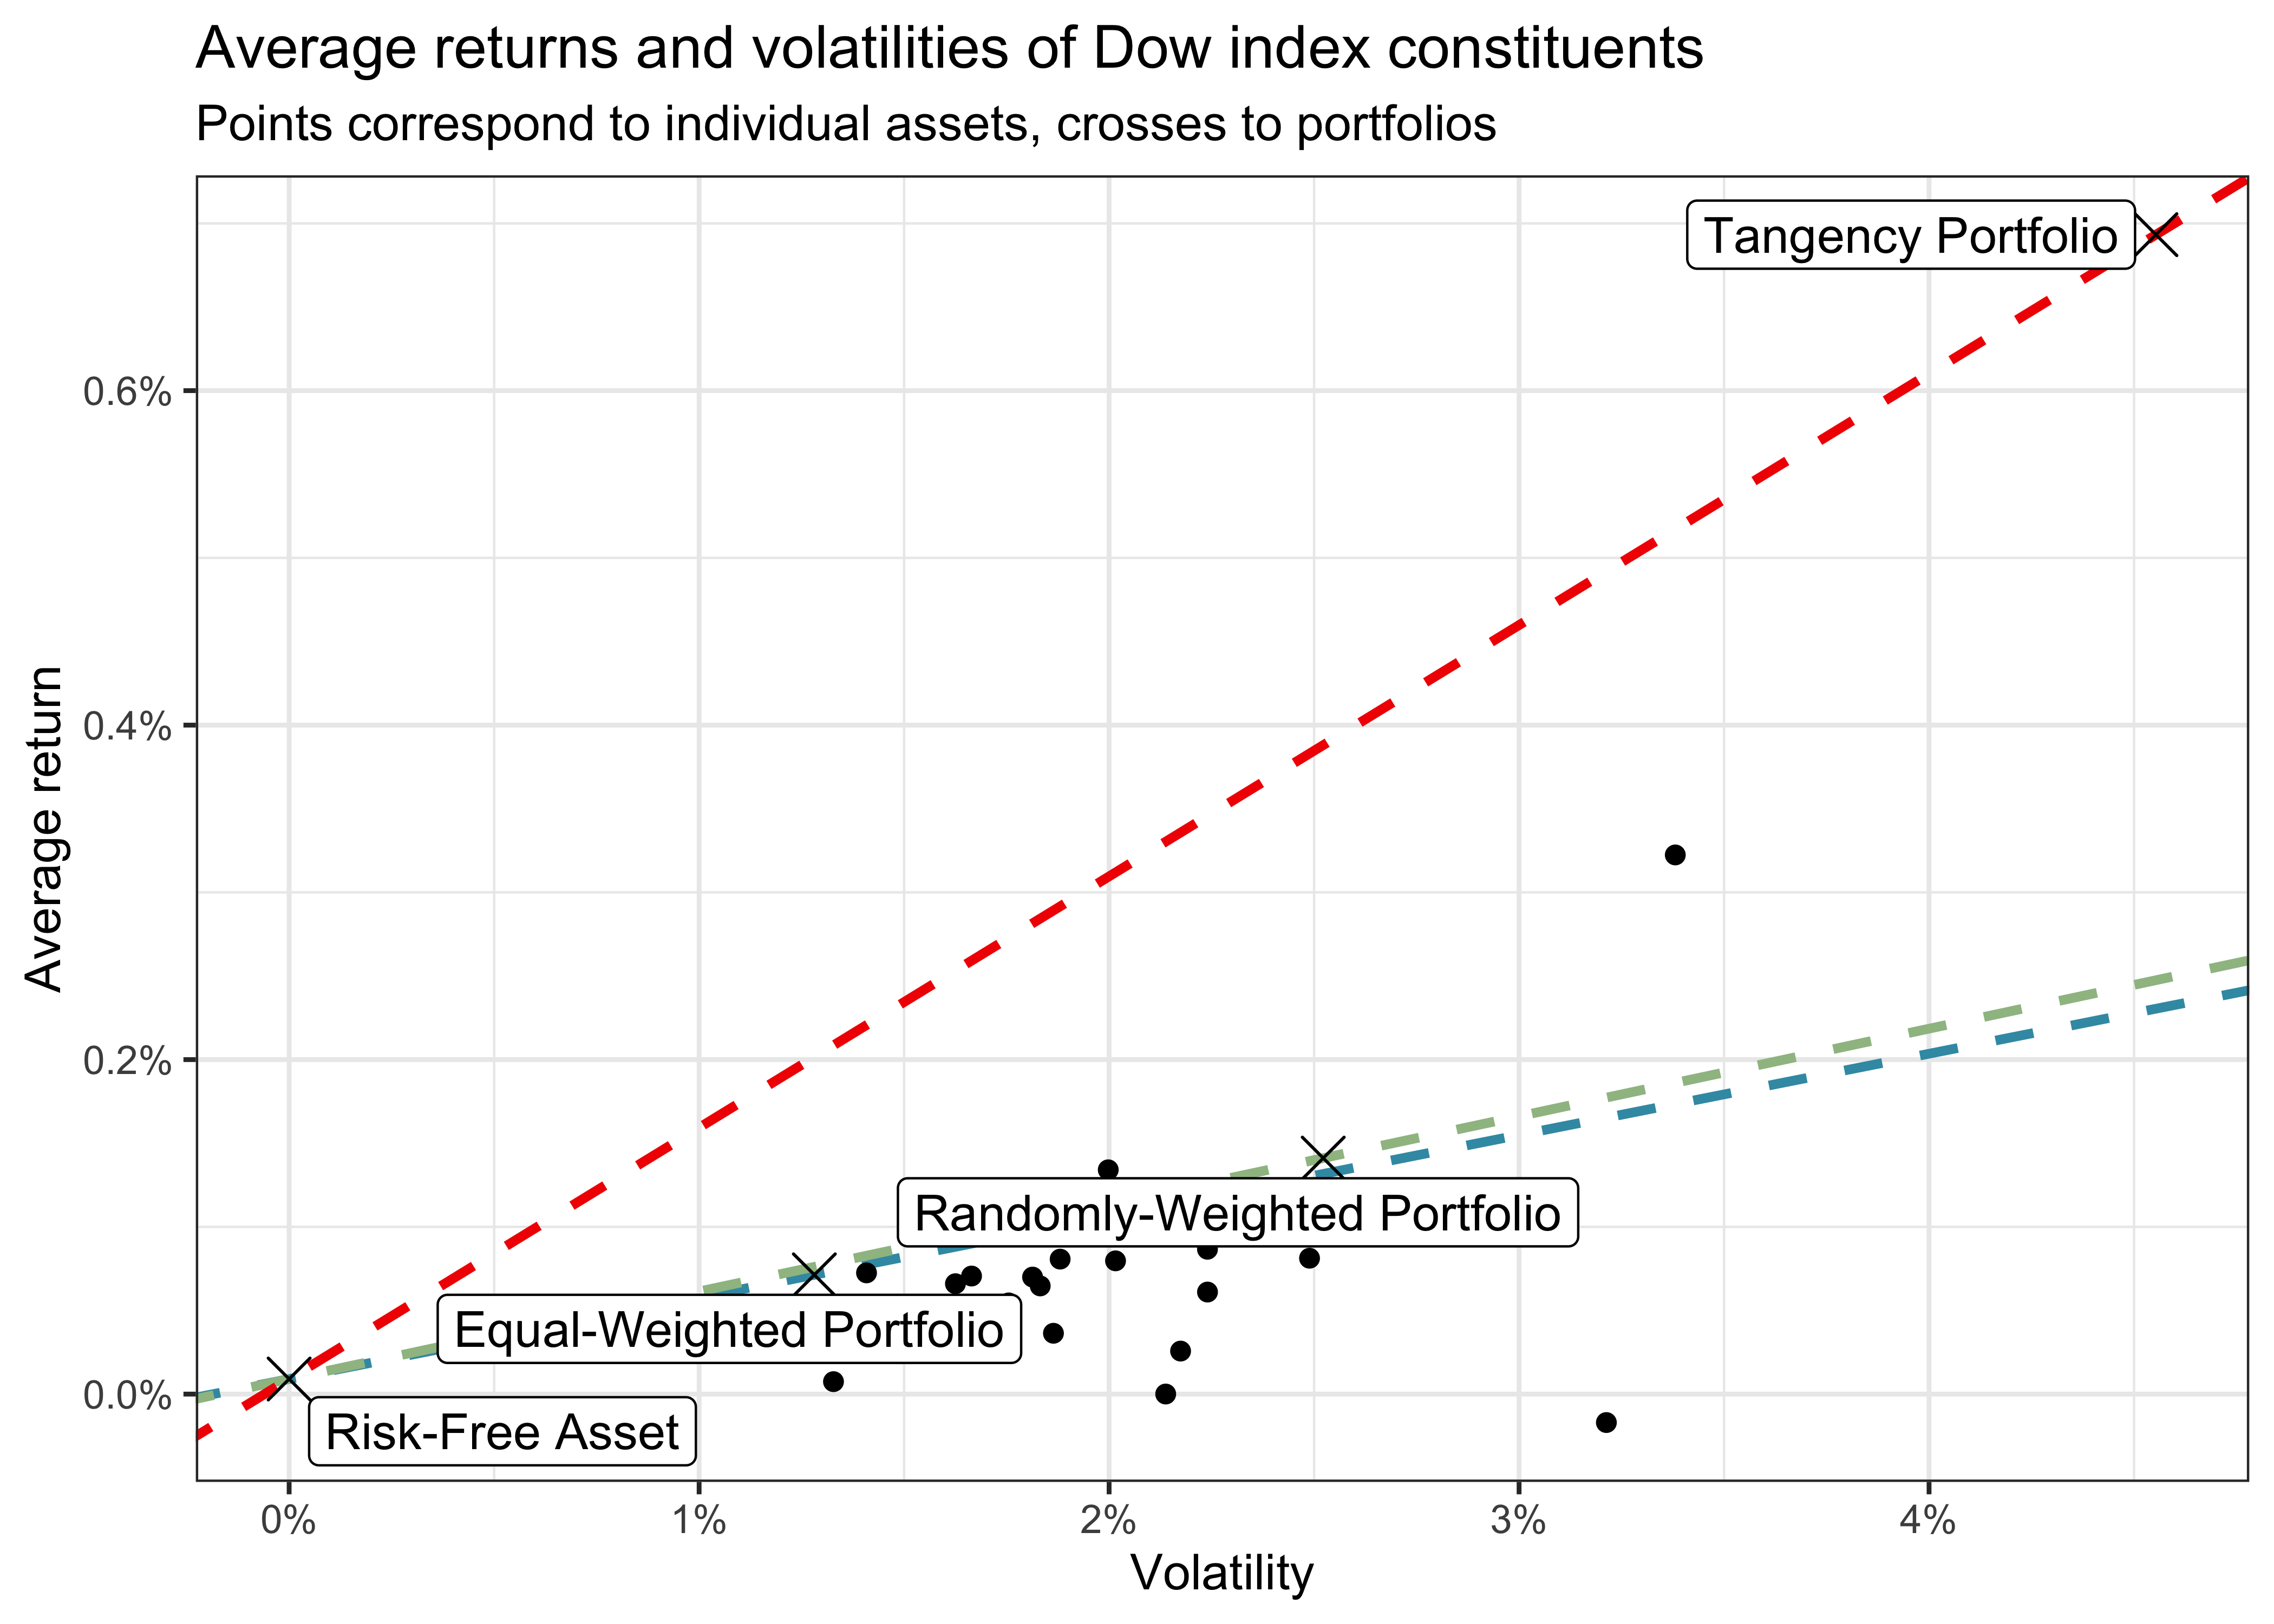 Average returns and volatilities of Dow index constituents
Points correspond to individual assets, crosses to portfolios
Tangency Portfolio
0.6%
0.4%
Average return
0.2%
Randomly-Weighted Portfolio
Equal-Weighted Portfolio
0.0%
Risk-Free Asset
0% 1% 2% 3% 4%
Volatility